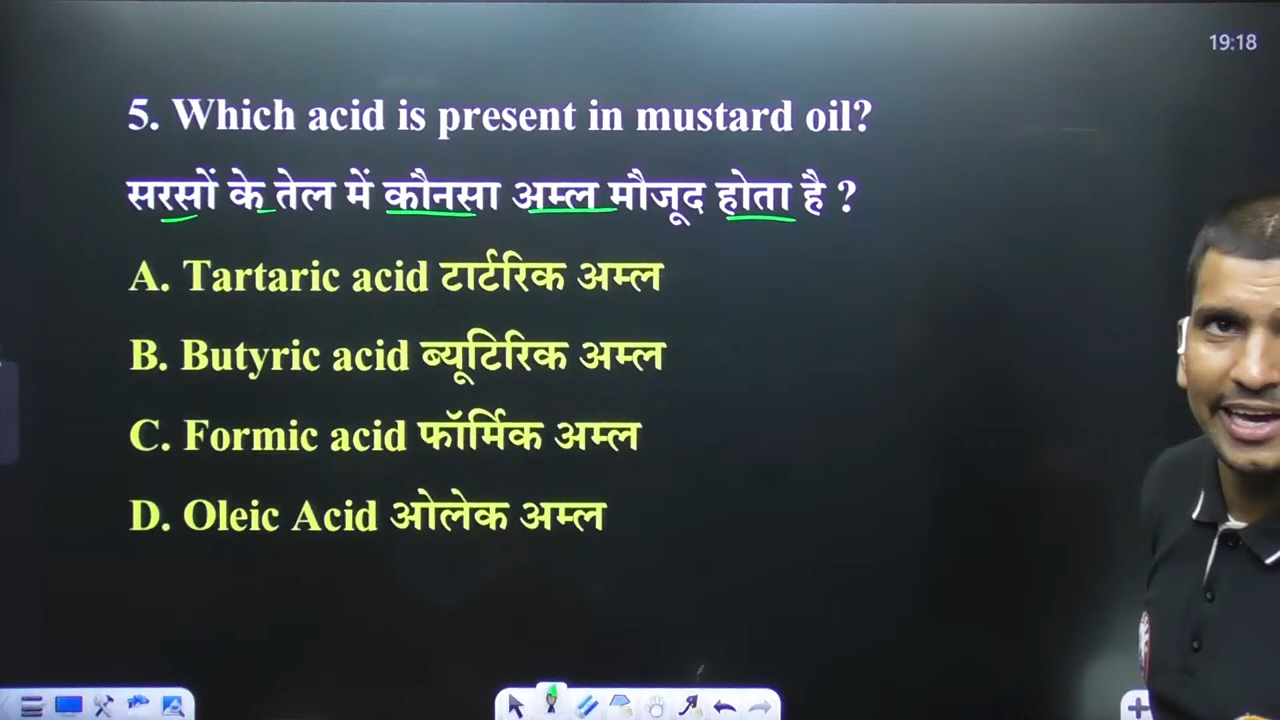 19:18
5. Which acid is present in mustard oil?
सरसों के तेल में कौनसा अम्ल मौजूद होता है ?
A. Tartaric acid टार्टरिक अम्ल
B. Butyric acid ब्यूटिरिक अम्ल
C. Formic acid फॉर्मिक अम्ल
D. Oleic Acid ओलेक अम्ल